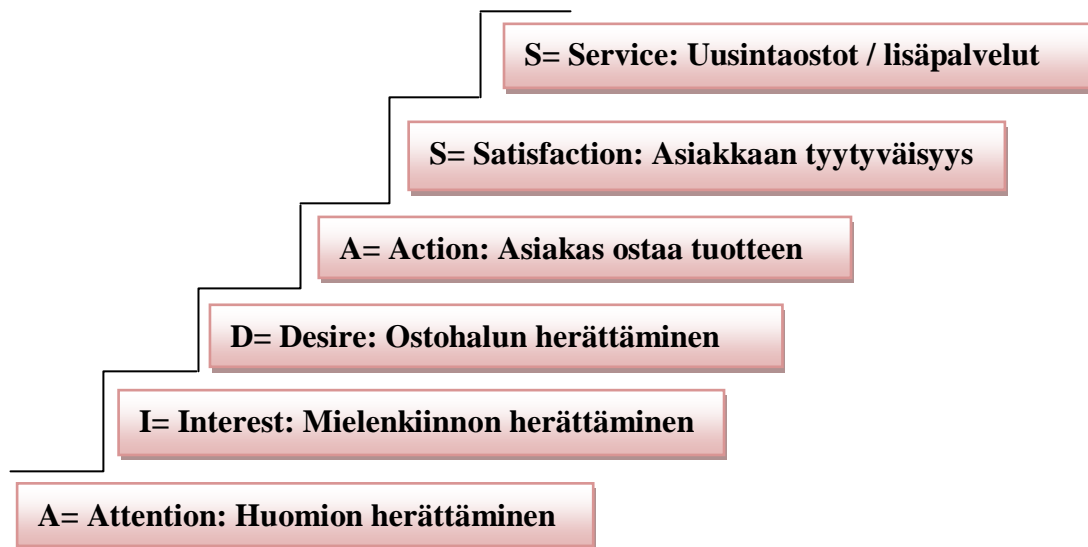 S= Service: Uusintaostot / lisäpalvelut
S= Satisfaction: Asiakkaan tyytyväisyys
A= Action: Asiakas ostaa tuotteen
D= Desire: Ostohalun herättäminen
I= Interest: Mielenkiinnon herättäminen
A= Attention: Huomion herättäminen